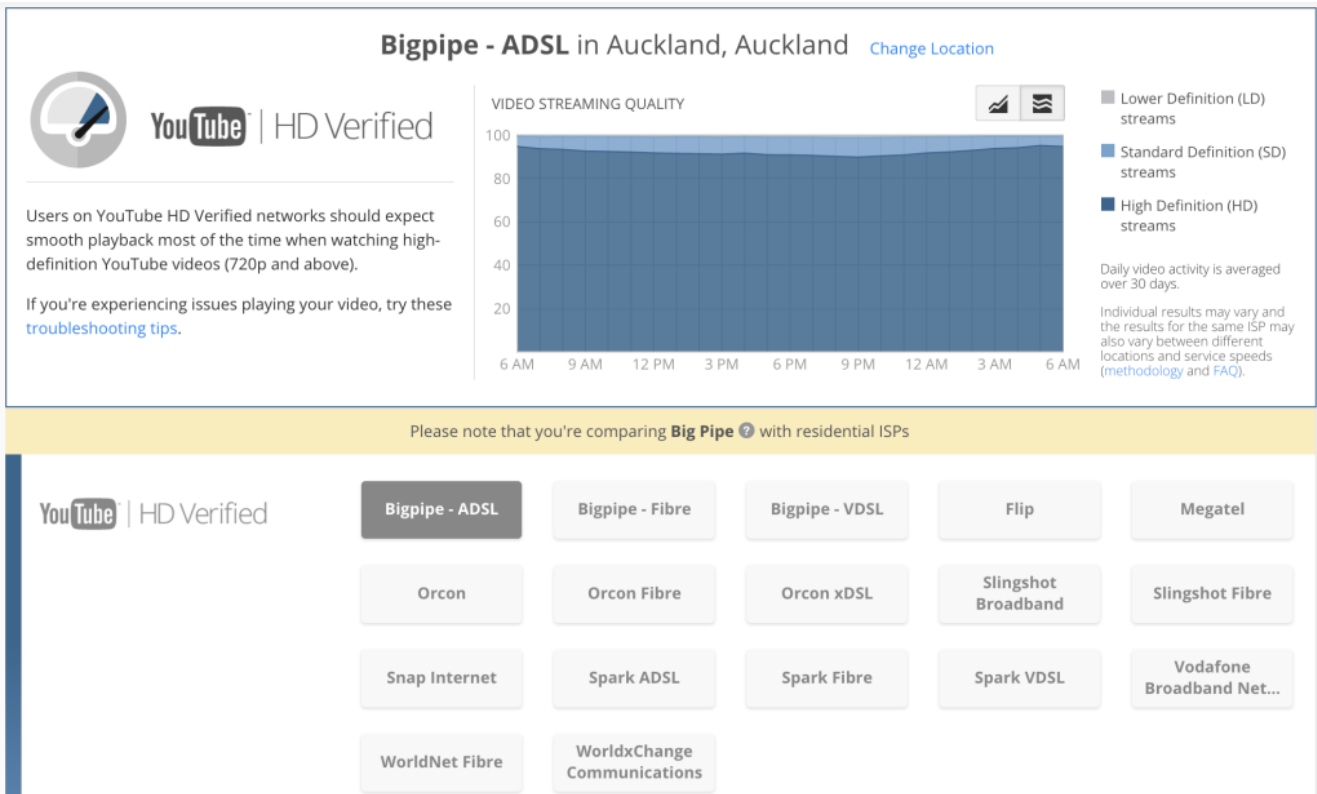 Bigpipe - ADSL in Auckland, Auckland Change Location
YouTube | HD Verified
Users on YouTube HD Verified networks should expect
smooth playback most of the time when watching high-
definition YouTube videos (720p and above).
If you're experiencing issues playing your video, try these
troubleshooting tips.
VIDEO STREAMING QUALITY
100
80
60
40
20
6 AM 9 AM 12 PM 3 PM 6 PM 9 PM 12 AM 3 AM 6 AM
Lower Definition (LD)
streams
Standard Definition (SD)
streams
High Definition (HD)
streams
Daily video activity is averaged
over 30 days.
Individual results may vary and
the results for the same ISP may
also vary between different
locations and service speeds
(methodology and FAQ).
Please note that you're comparing Big Pipe ? with residential ISPs
YouTube | HD Verified
Bigpipe - ADSL Bigpipe - Fibre Bigpipe - VDSL Flip Megatel
Orcon Orcon Fibre Orcon xDSL Slingshot Broadband Slingshot Fibre
Snap Internet Spark ADSL Spark Fibre Spark VDSL Vodafone Broadband Net...
WorldNet Fibre WorldxChange Communications